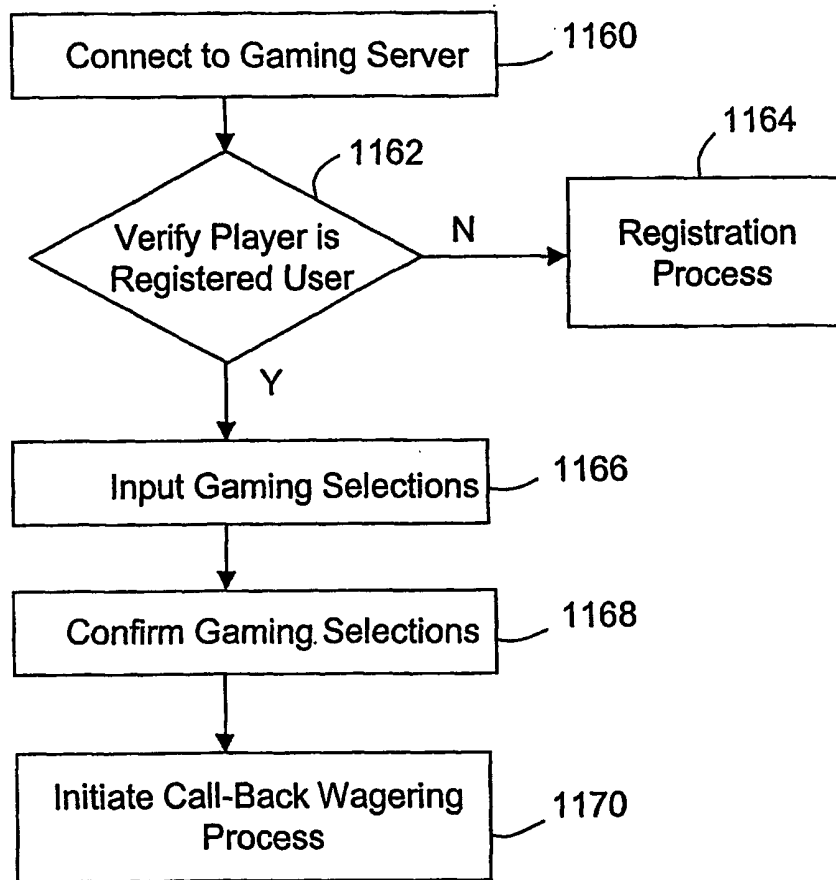 Connect to Gaming Server
1160
1162
1164
Verify Player is
Registered User
N
Registration
Process
Y
Input Gaming Selections
1166
Confirm Gaming Selections
1168
Initiate Call-Back Wagering
Process
1170